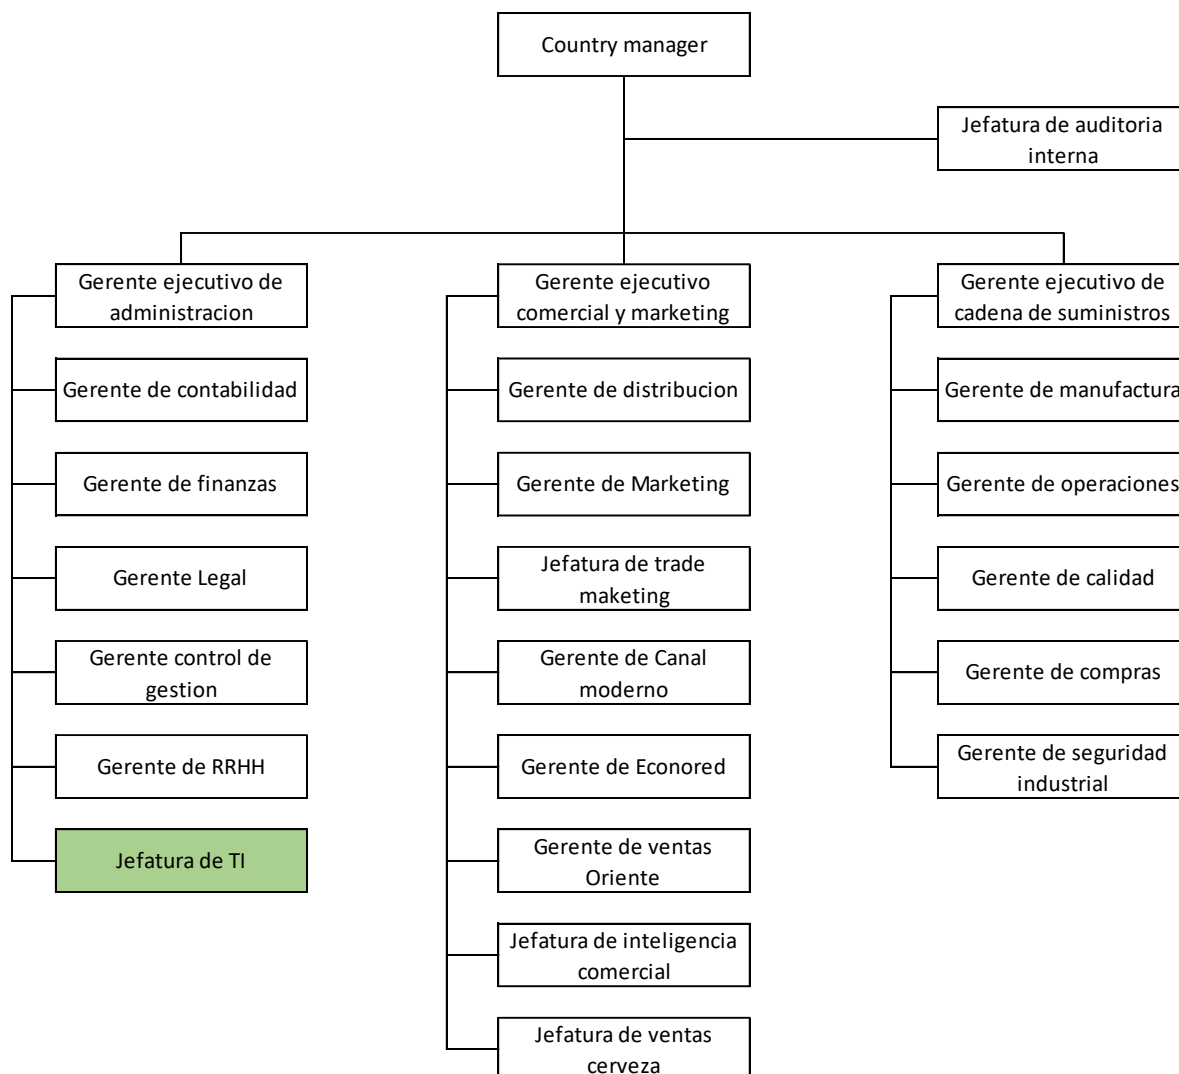 Country manager
Jefatura de auditoria
interna
Gerente ejecutivo de
administracion
Gerente de contabilidad
Gerente de finanzas
Gerente Legal
Gerente control de
gestion
Gerente de RRHH
Jefatura de TI
Gerente ejecutivo
comercial y marketing
Gerente de distribucion
Gerente de Marketing
Jefatura de trade
maketing
Gerente de Canal
moderno
Gerente de Econored
Gerente de ventas
Oriente
Jefatura de inteligencia
comercial
Jefatura de ventas
cerveza
Gerente ejecutivo de
cadena de suministros
Gerente de manufactura
Gerente de operaciones
Gerente de calidad
Gerente de compras
Gerente de seguridad
industrial